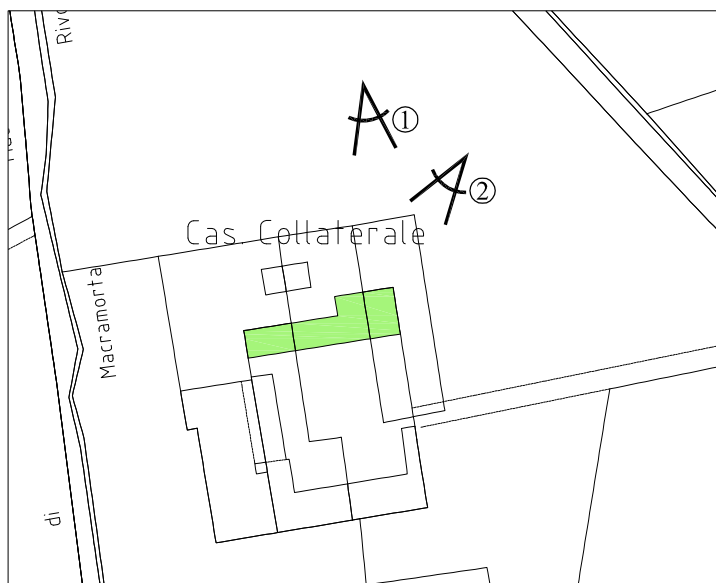 Rivo
①
②
Cas. Collaterale
Macramorta
di